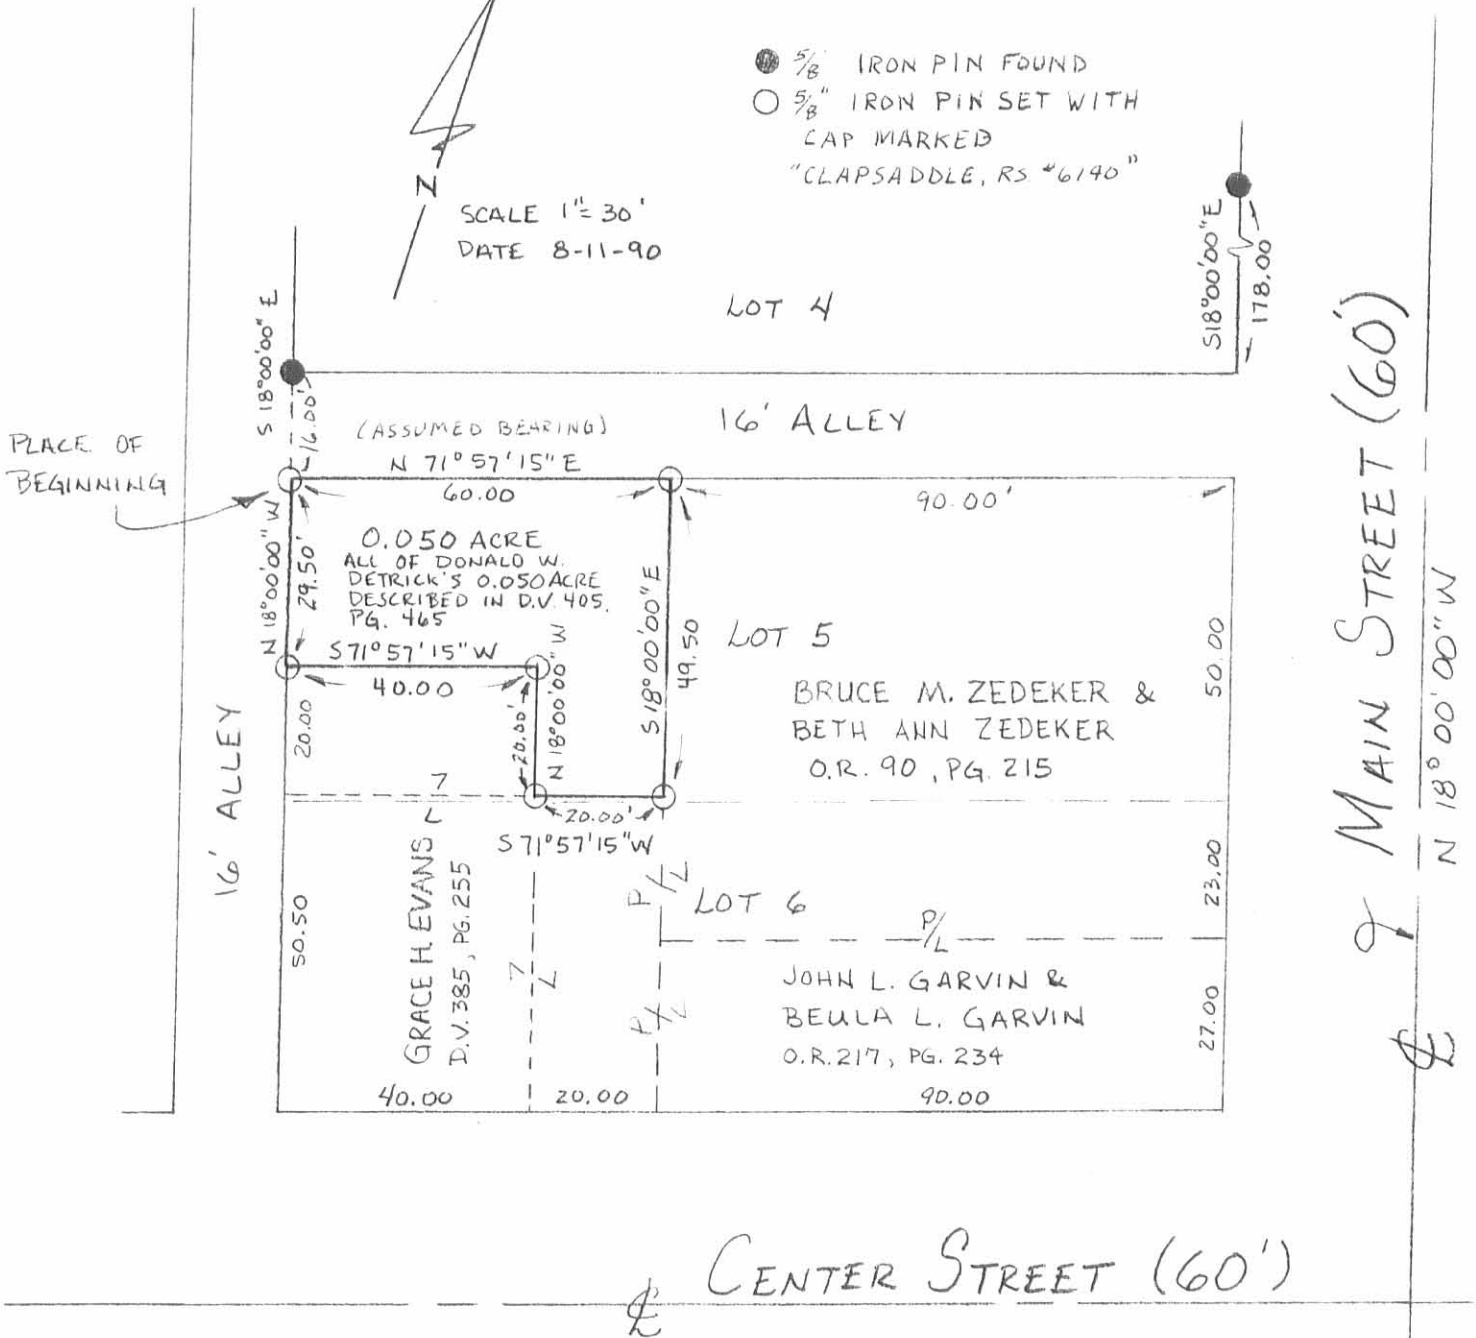 5/8 IRON PIN FOUND
5/8" IRON PIN SET WITH
CAP MARKED
"CLAPSADDLE, RS #6140"
N
SCALE 1"=30'
DATE 8-11-90
LOT 4
S18°00'00"E
178.00
S 18°00'00" E
16.00'
PLACE OF
BEGINNING
(ASSUMED BEARING)
N 71°57'15" E
60.00
16' ALLEY
90.00'
N 18°00'00" W
29.50'
0.050 ACRE
ALL OF DONALD W.
DETRICK'S 0.050 ACRE
DESCRIBED IN D.V. 405,
PG. 465
S 71°57'15" W
40.00
20.00'
N 18°00'00" W
S 18°00'00" E
49.50
LOT 5
BRUCE M. ZEDEKER &
BETH ANN ZEDEKER
O.R. 90, PG. 215
50.00
MAIN STREET (60')
N 18°00'00" W
16' ALLEY
20.00
20.00'
S 71°57'15" W
50.50
GRACE H. EVANS
D.V. 385, PG. 255
P/L
LOT 6
P/L
23.00
JOHN L. GARVIN &
BEULA L. GARVIN
O.R. 217, PG. 234
27.00
P/L
40.00
20.00
90.00
℄
CENTER STREET (60')
℄